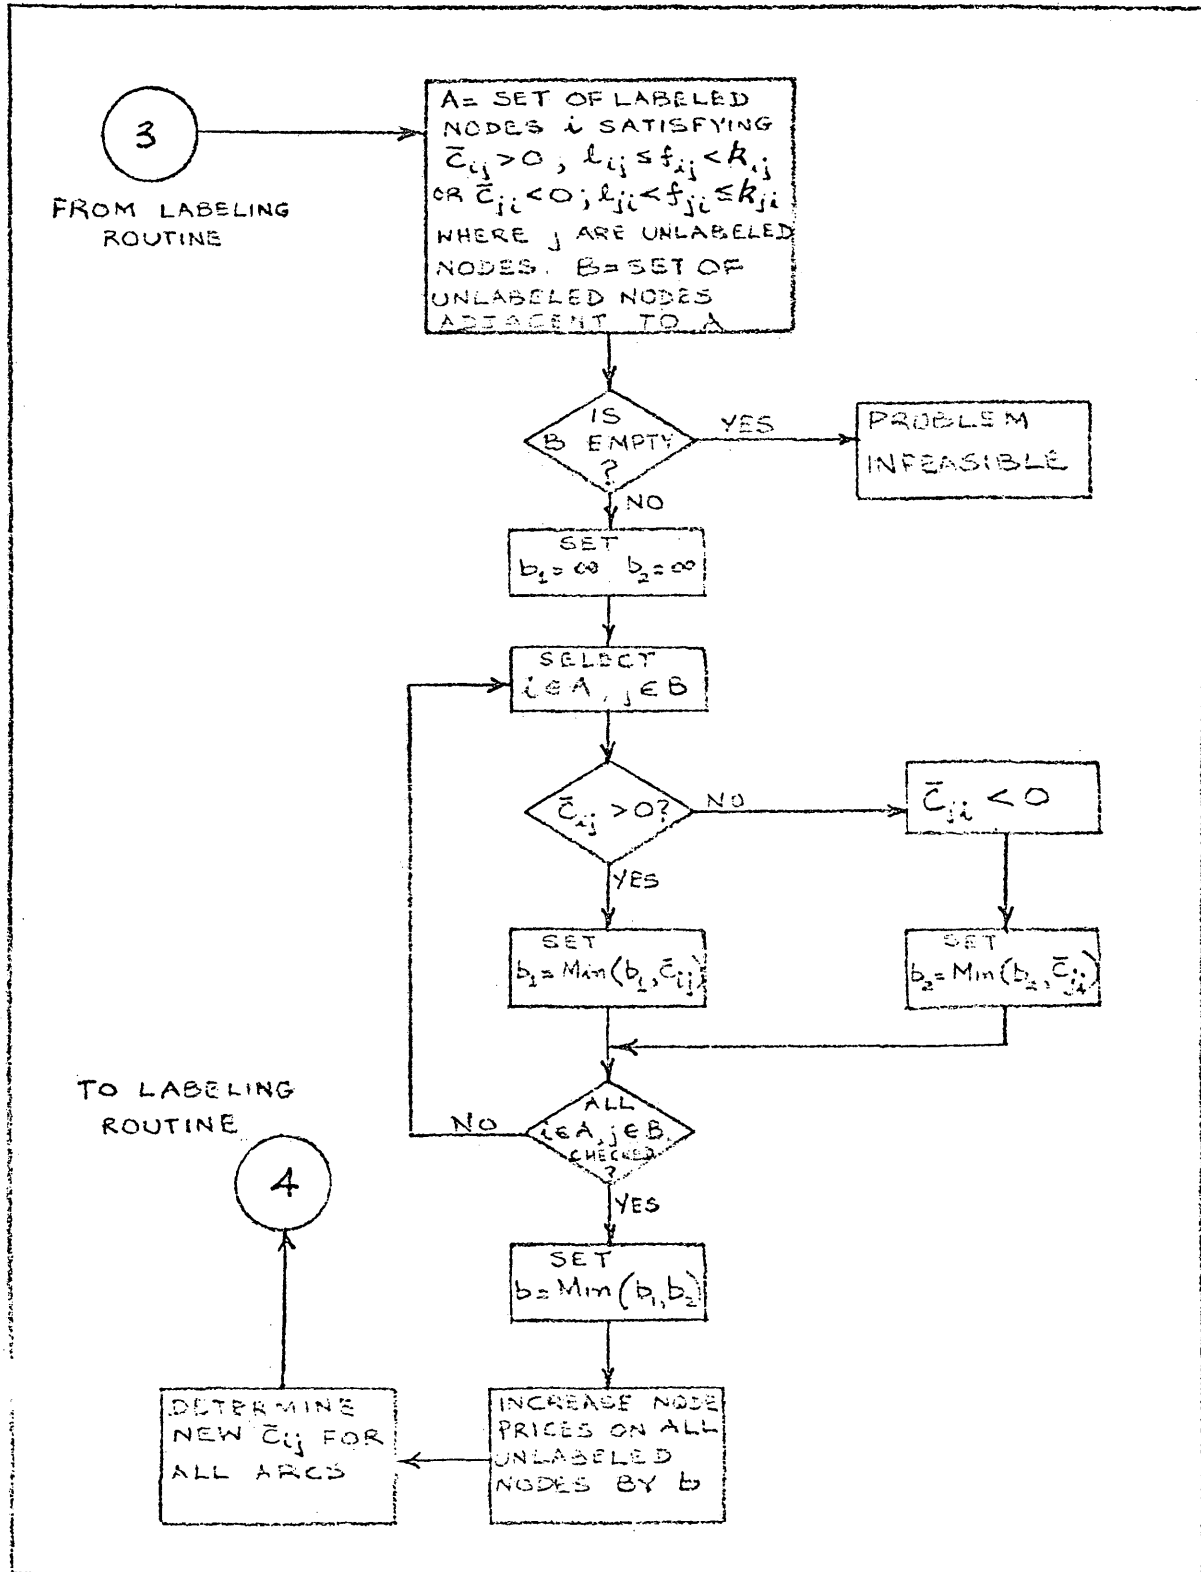 3
FROM LABELING
ROUTINE
A= SET OF LABELED
NODES i SATISFYING
c̄ij >0 ; lij ≤ fij < kij
OR c̄ji <0; lji < fji ≤ kji
WHERE j ARE UNLABELED
NODES. B= SET OF
UNLABELED NODES
ADJACENT TO A
IS
B EMPTY
?
YES
PROBLEM
INFEASIBLE
NO
SET
b1=∞ b2=∞
SELECT
i∈A, j∈B
c̄ij >0?
NO
c̄ji < 0
YES
SET
b1=Min(b1, c̄ij)
SET
b2=Min(b2, c̄ji)
ALL
i∈A, j∈B
CHECKED
?
NO
YES
TO LABELING
ROUTINE
4
SET
b=Min(b1, b2)
INCREASE NODE
PRICES ON ALL
UNLABELED
NODES BY b
DETERMINE
NEW c̄ij FOR
ALL ARCS